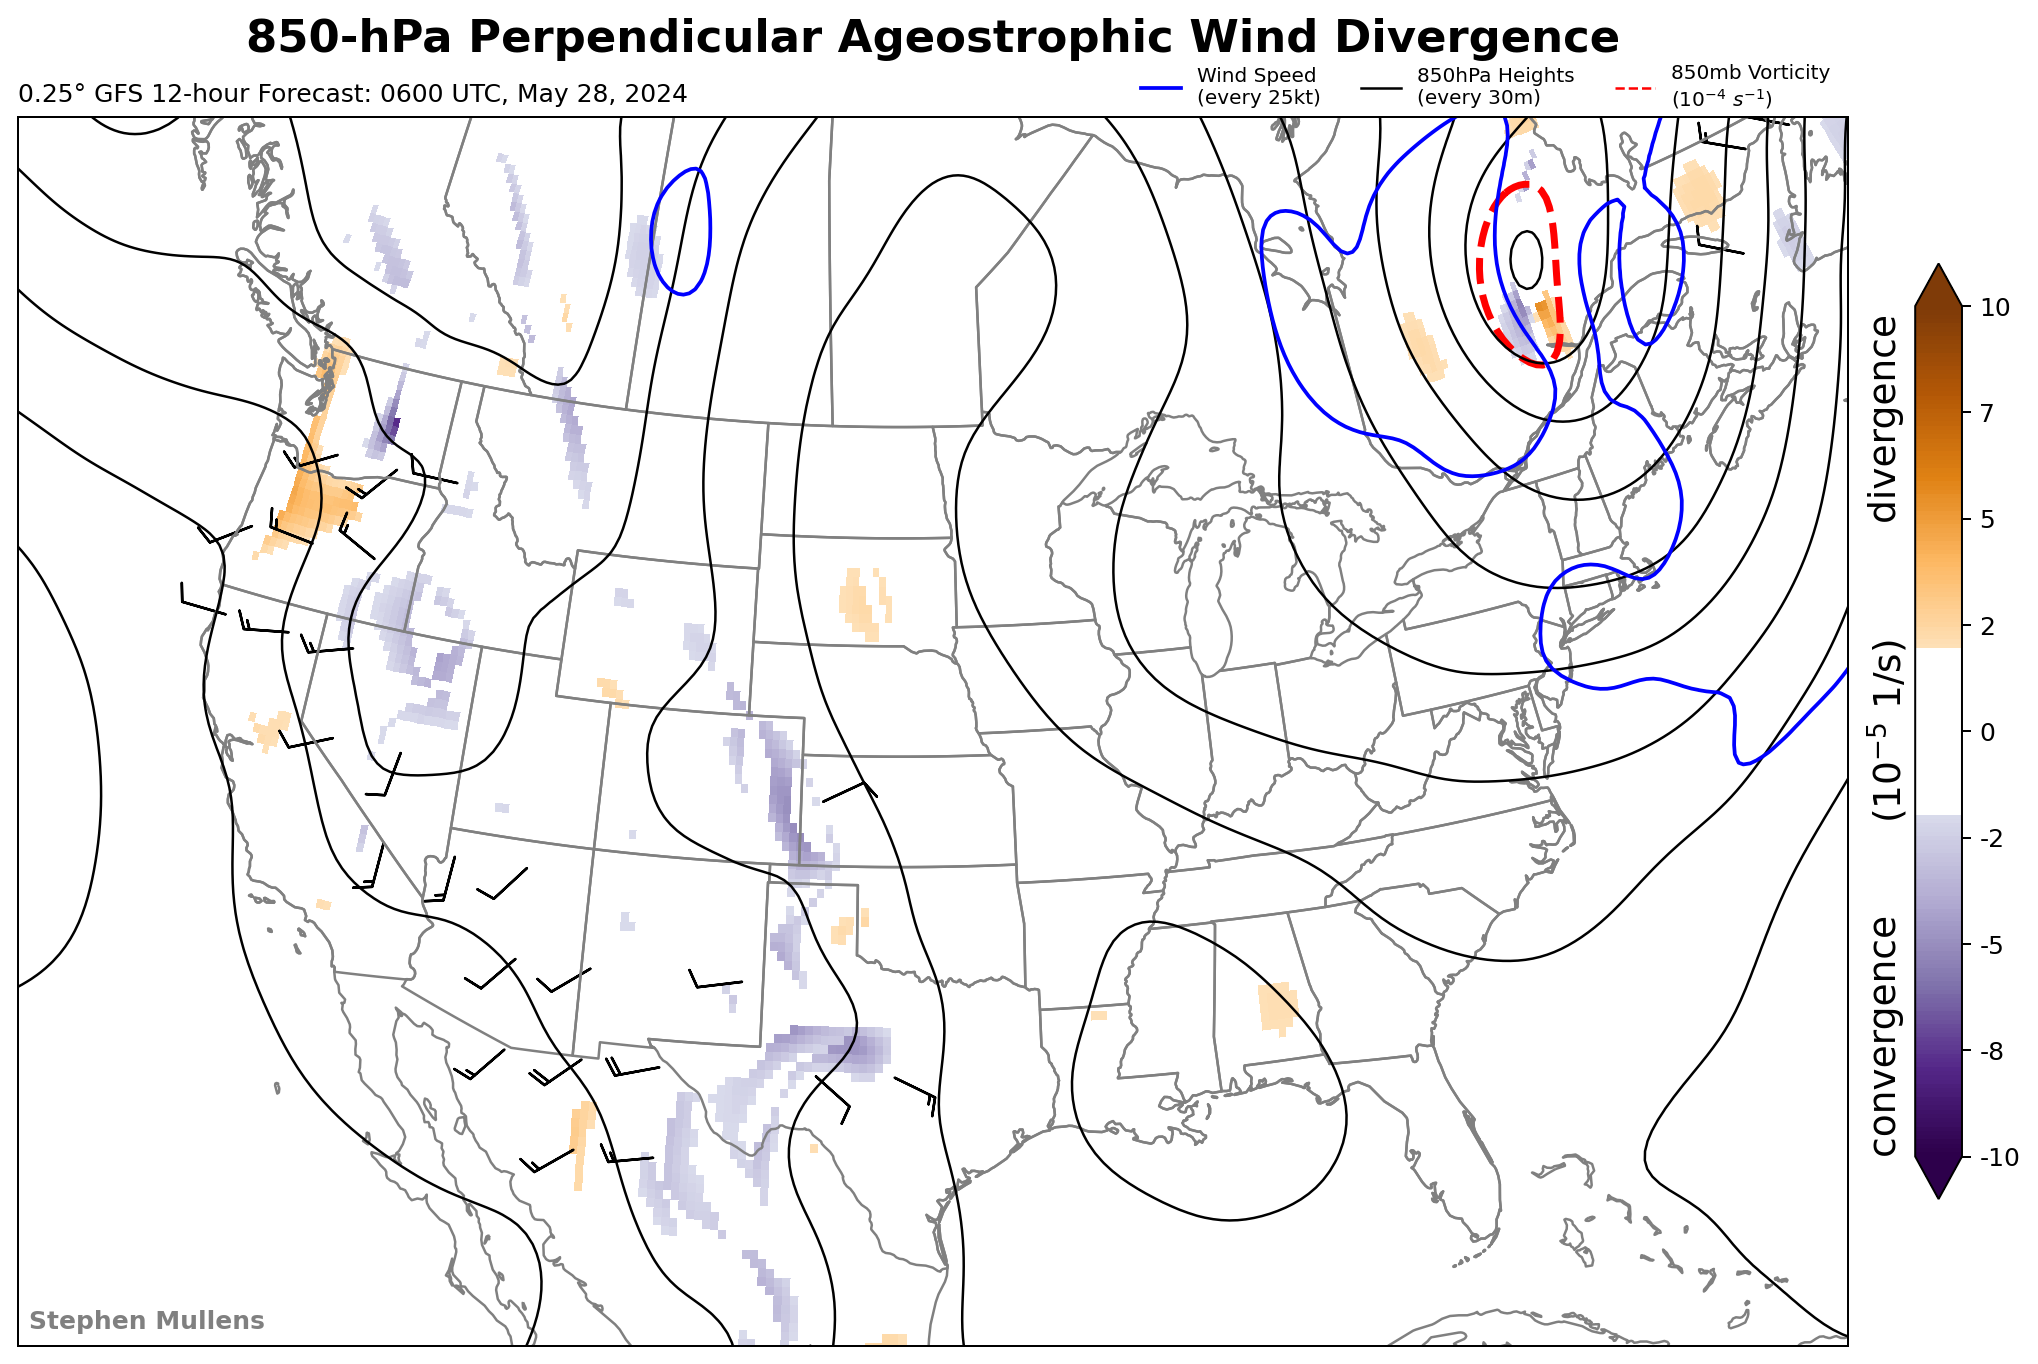 850-hPa Perpendicular Ageostrophic Wind Divergence
0.25° GFS 12-hour Forecast: 0600 UTC, May 28, 2024
Wind Speed
(every 25kt)
850hPa Heights
(every 30m)
850mb Vorticity
(10⁻⁴ s⁻¹)
10
7
5
2
0
-2
-5
-8
-10
convergence (10⁻⁵ 1/s) divergence
Stephen Mullens